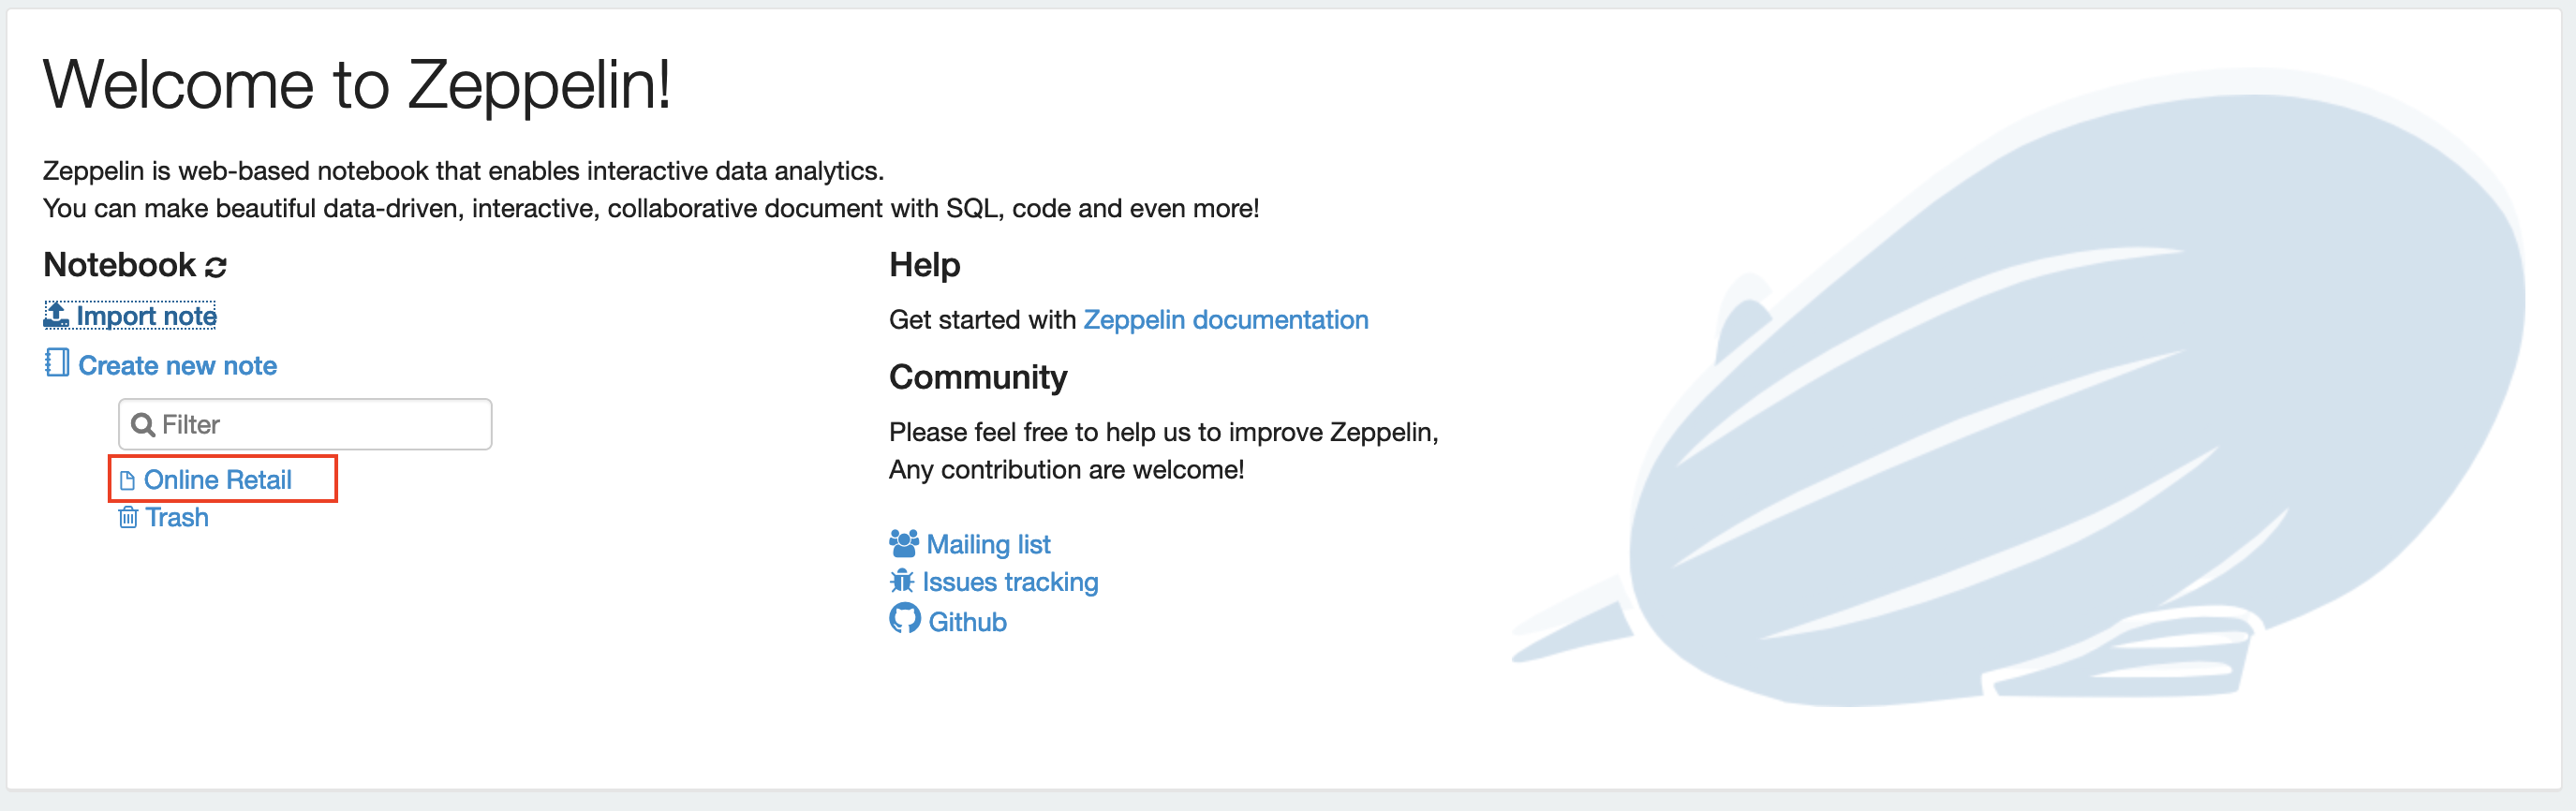 Welcome to Zeppelin!
Zeppelin is web-based notebook that enables interactive data analytics.
You can make beautiful data-driven, interactive, collaborative document with SQL, code and even more!
Notebook
Import note
Create new note
Filter
Online Retail
Trash
Help
Get started with Zeppelin documentation
Community
Please feel free to help us to improve Zeppelin,
Any contribution are welcome!
Mailing list
Issues tracking
Github